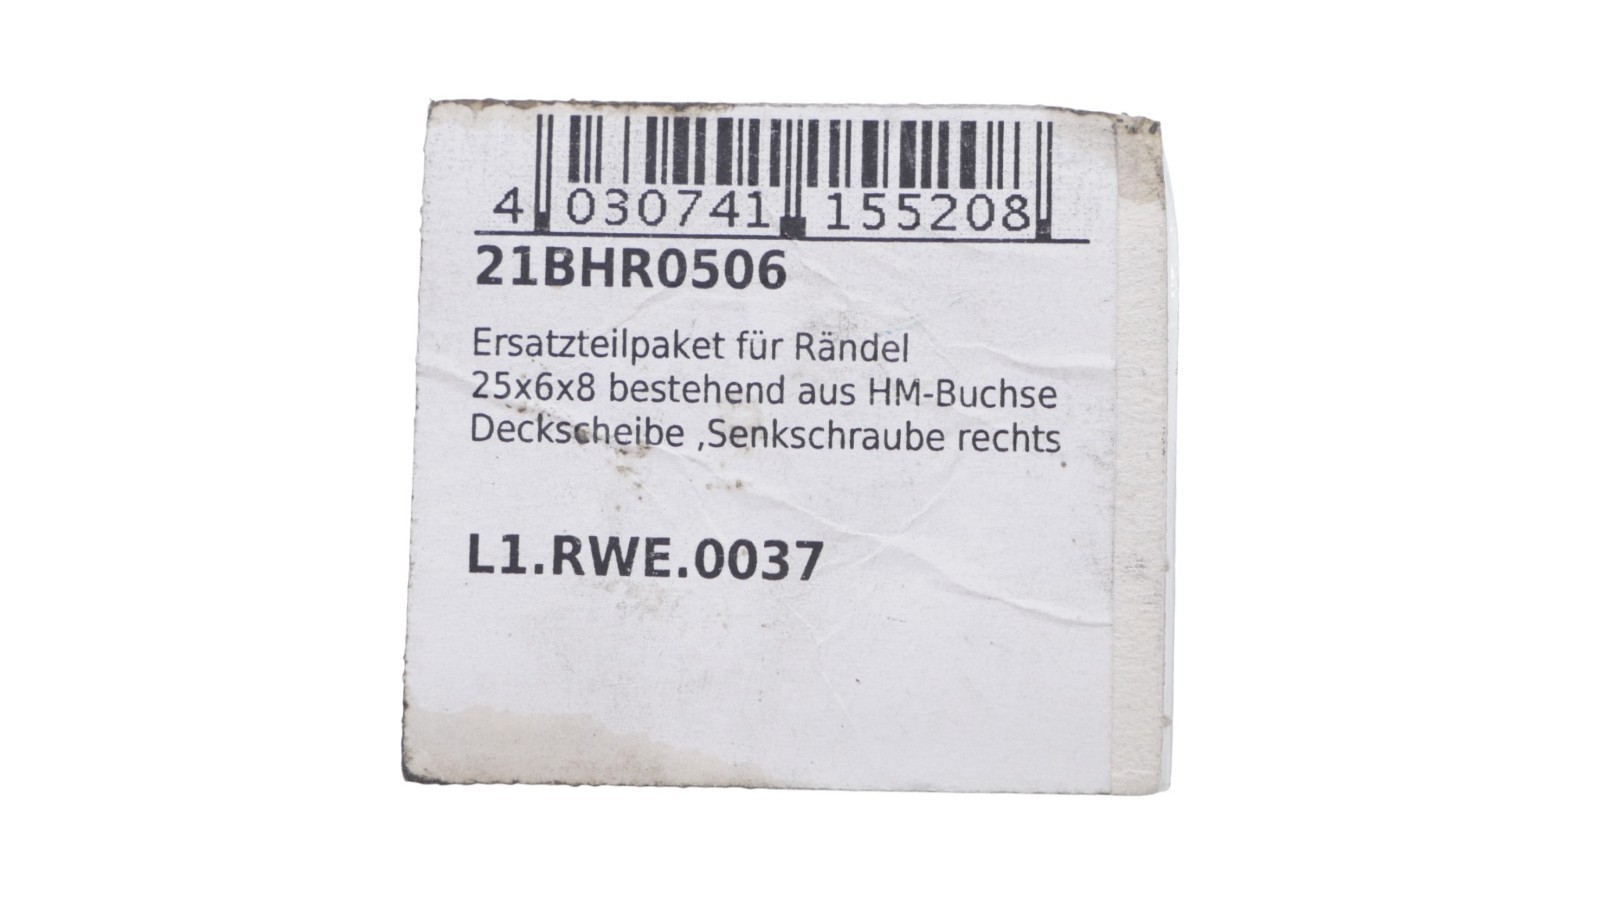 4 030741 155208
21BHR0506
Ersatzteilpaket für Rändel
25x6x8 bestehend aus HM-Buchse
Deckscheibe ,Senkschraube rechts
L1.RWE.0037